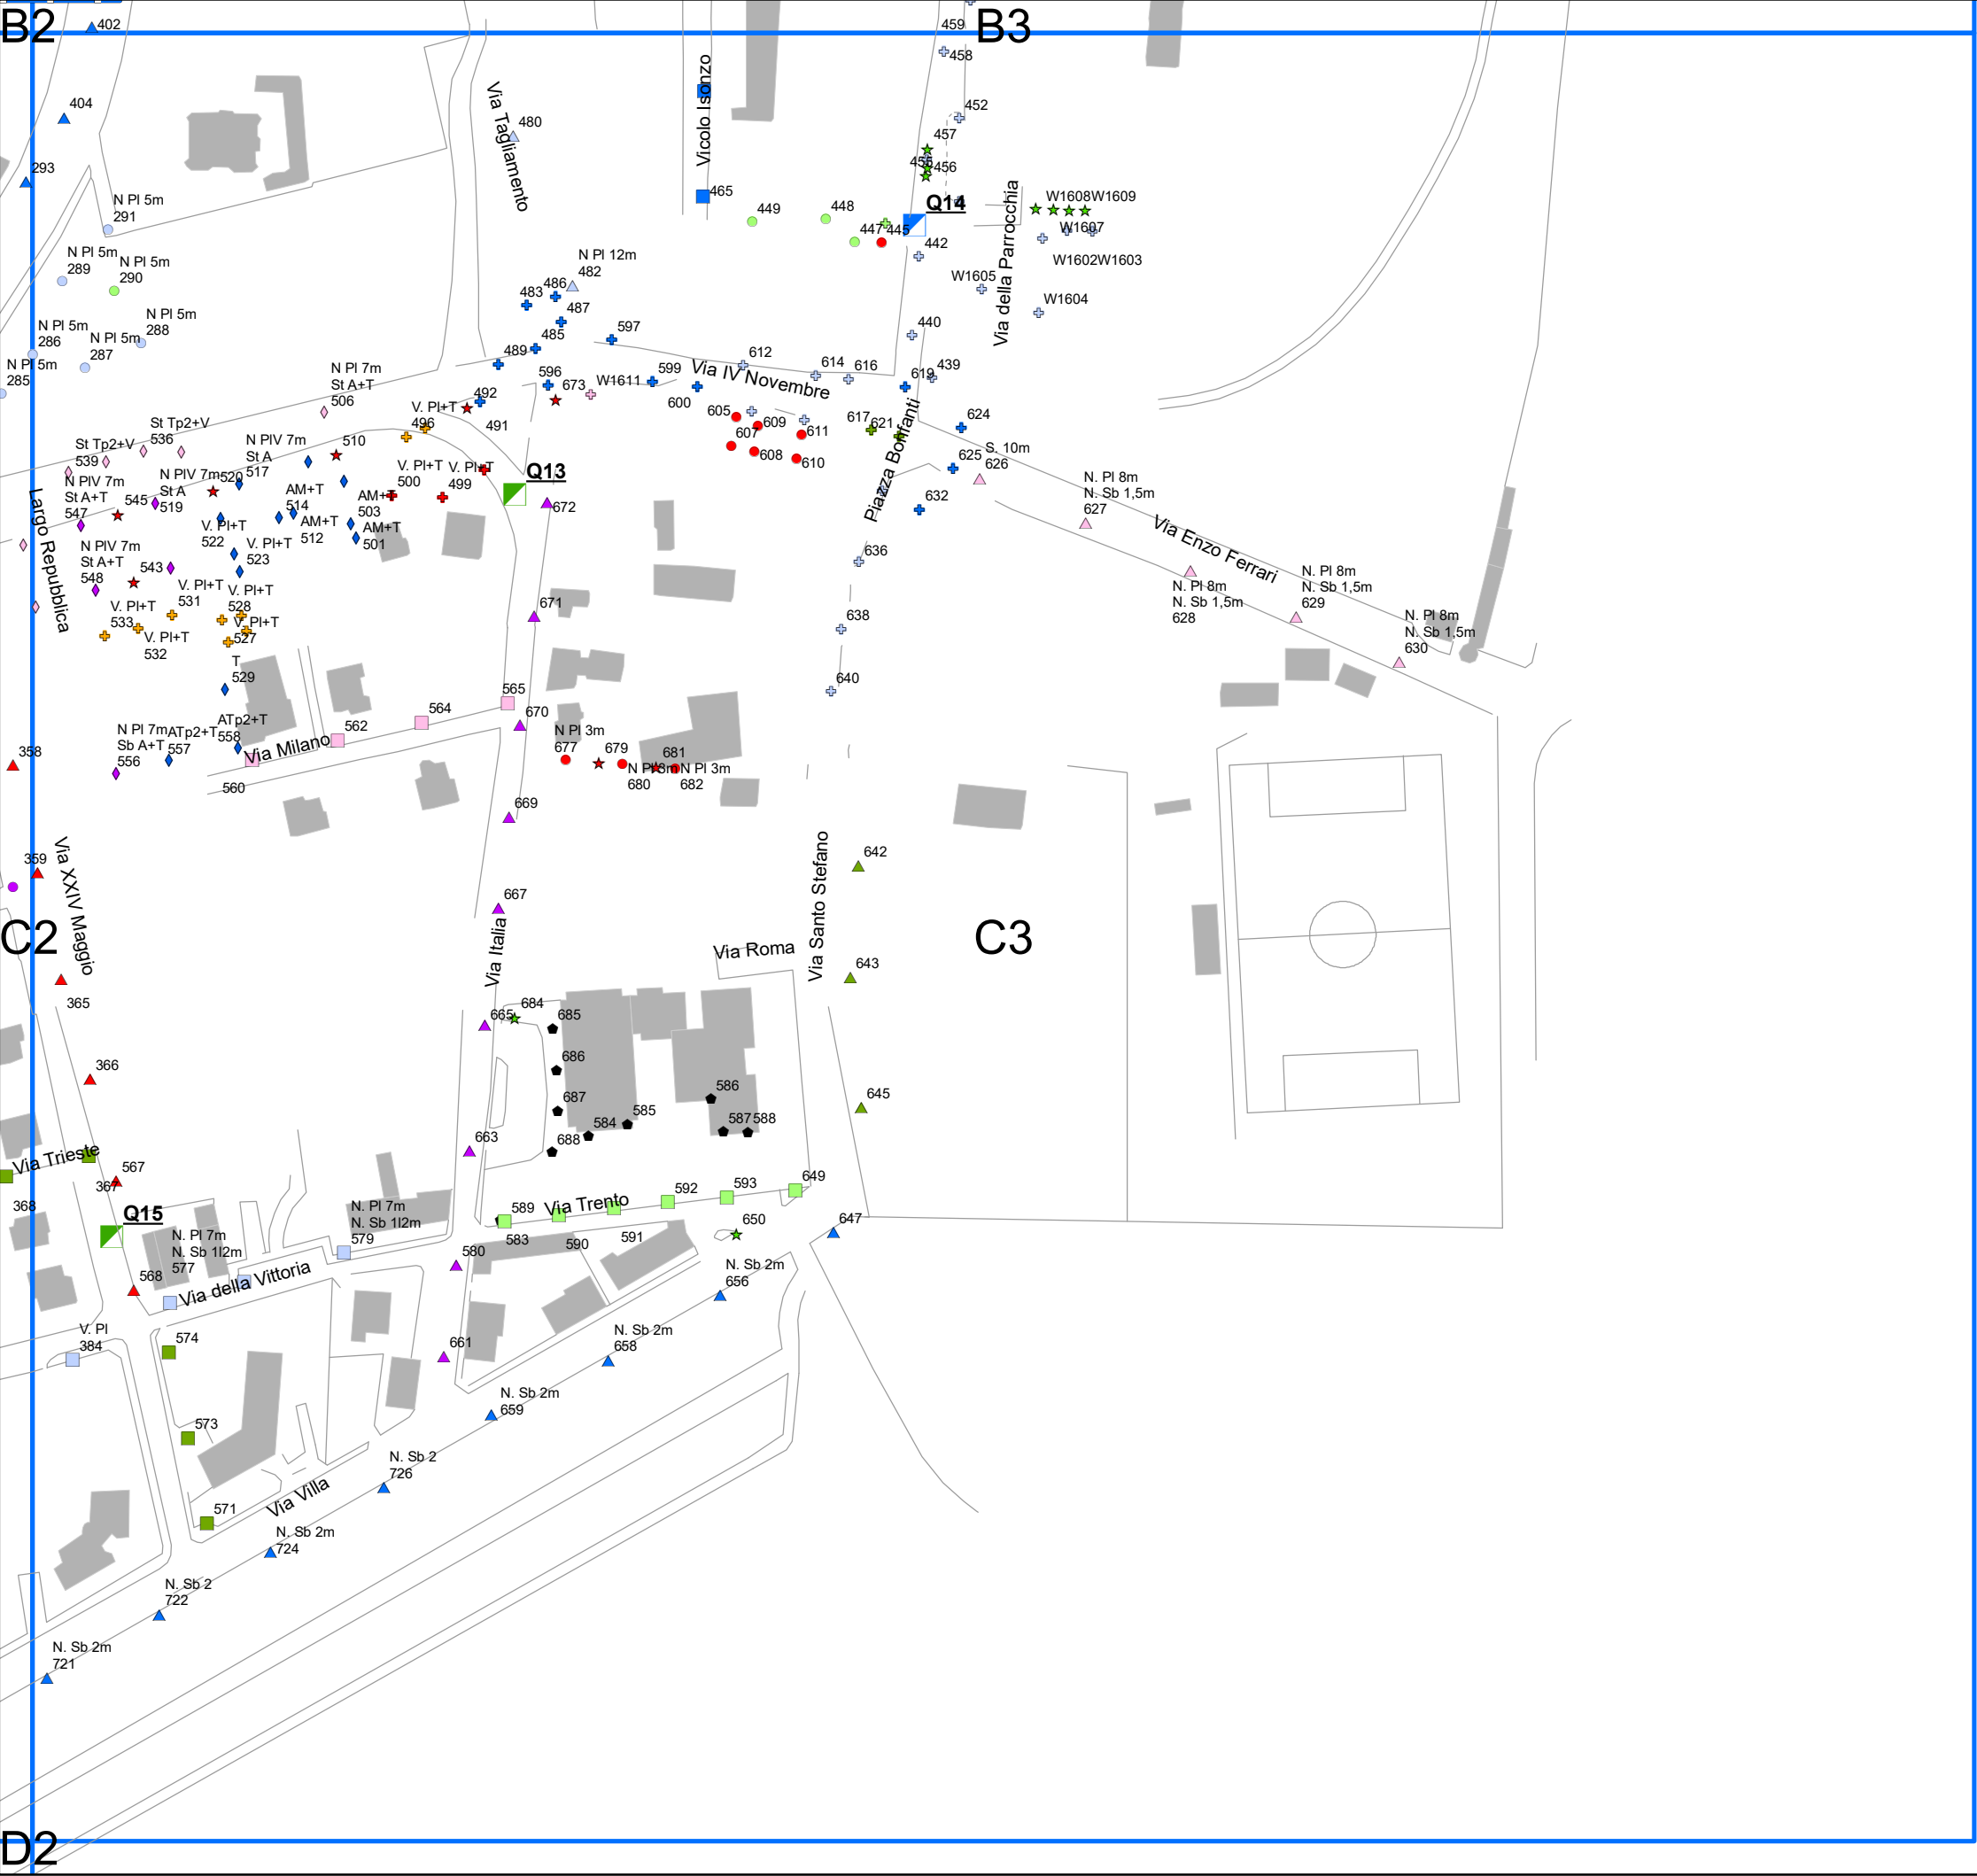 B2
402
459
B3
458
404
Via Tagliamento
480
Vicolo Isonzo
452
457
455
456
293
465
N Pl 5m
291
449
448
447
445
Q14
442
Via della Parrocchia
W1608W1609
W1607
W1602W1603
W1605
W1604
N Pl 5m
289
N Pl 5m
290
N Pl 12m
482
483
486
487
485
489
597
N Pl 5m
288
N Pl 5m
286
N Pl 5m
287
N Pl 5m
285
440
439
612
614
616
619
Via IV Novembre
599
600
596
673
W1611
N Pl 7m
St A+T
506
492
491
V. Pl+T
496
605
609
607
608
611
610
617
621
624
Piazza Bonfanti
625
S. 10m
626
632
636
638
640
St Tp2+V
536
St Tp2+V
539
N PlV 7m
St A
517
510
N PlV 7m
St A
519
520
N PlV 7m
St A+T
547
545
AM+T
514
AM+T
512
AM+T
503
AM+T
501
V. Pl+T
500
V. Pl+T
499
Q13
672
N. Pl 8m
N. Sb 1,5m
627
Via Enzo Ferrari
N. Pl 8m
N. Sb 1,5m
628
N. Pl 8m
N. Sb 1,5m
629
N. Pl 8m
N. Sb 1,5m
630
Largo Repubblica
V. Pl+T
522
V. Pl+T
523
N PlV 7m
St A+T
548
543
V. Pl+T
531
V. Pl+T
528
V. Pl+T
527
V. Pl+T
533
V. Pl+T
532
T
529
671
565
564
562
670
N Pl 7m
Sb A+T
556
ATp2+T
557
ATp2+T
558
Via Milano
560
N Pl 3m
677
679
N Pl 3m
680
681
N Pl 3m
682
358
669
359
Via XXIV Maggio
642
667
C2
Via Italia
Via Roma
Via Santo Stefano
C3
643
365
665
684
685
686
687
688
584
585
586
587
588
366
645
663
Via Trieste
567
367
368
Q15
649
593
592
Via Trento
589
583
590
591
650
647
N. Pl 7m
N. Sb 1l2m
579
N. Pl 7m
N. Sb 1l2m
577
580
568
Via della Vittoria
N. Sb 2m
656
V. Pl
384
574
661
N. Sb 2m
658
N. Sb 2m
659
573
N. Sb 2
726
Via Villa
571
N. Sb 2m
724
N. Sb 2
722
N. Sb 2m
721
D2